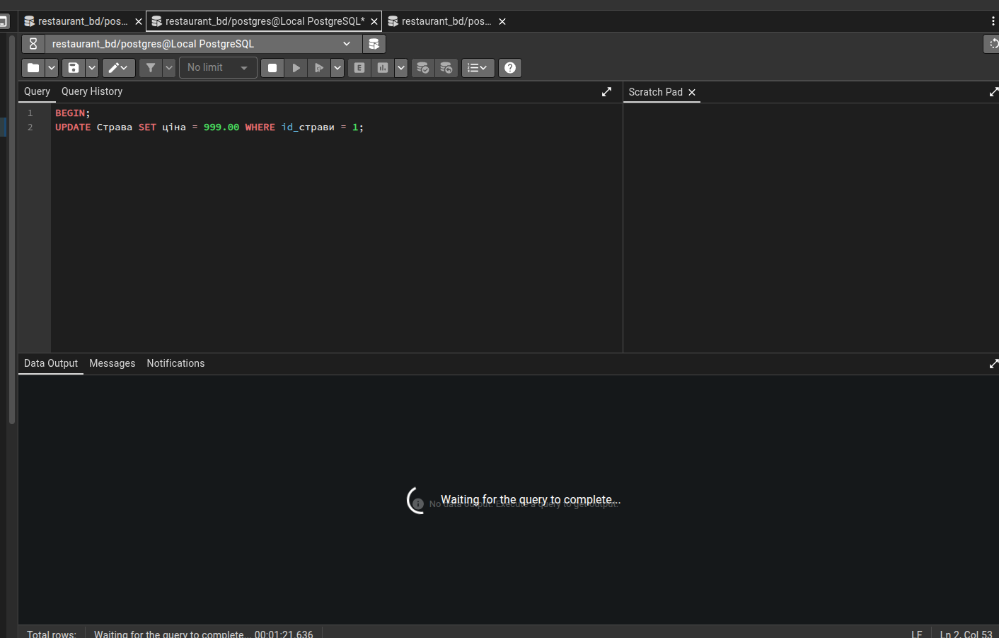 restaurant_bd/pos...
restaurant_bd/postgres@Local PostgreSQL*
restaurant_bd/pos...
restaurant_bd/postgres@Local PostgreSQL
No limit
E
Query
Query History
Scratch Pad
1 BEGIN;
2 UPDATE Страва SET ціна = 999.00 WHERE id_страви = 1;
Data Output
Messages
Notifications
Waiting for the query to complete...
No data output. Execute a query to get output.
Total rows:
Waiting for the query to complete... 00:01:21.636
LF
Ln 2, Col 53